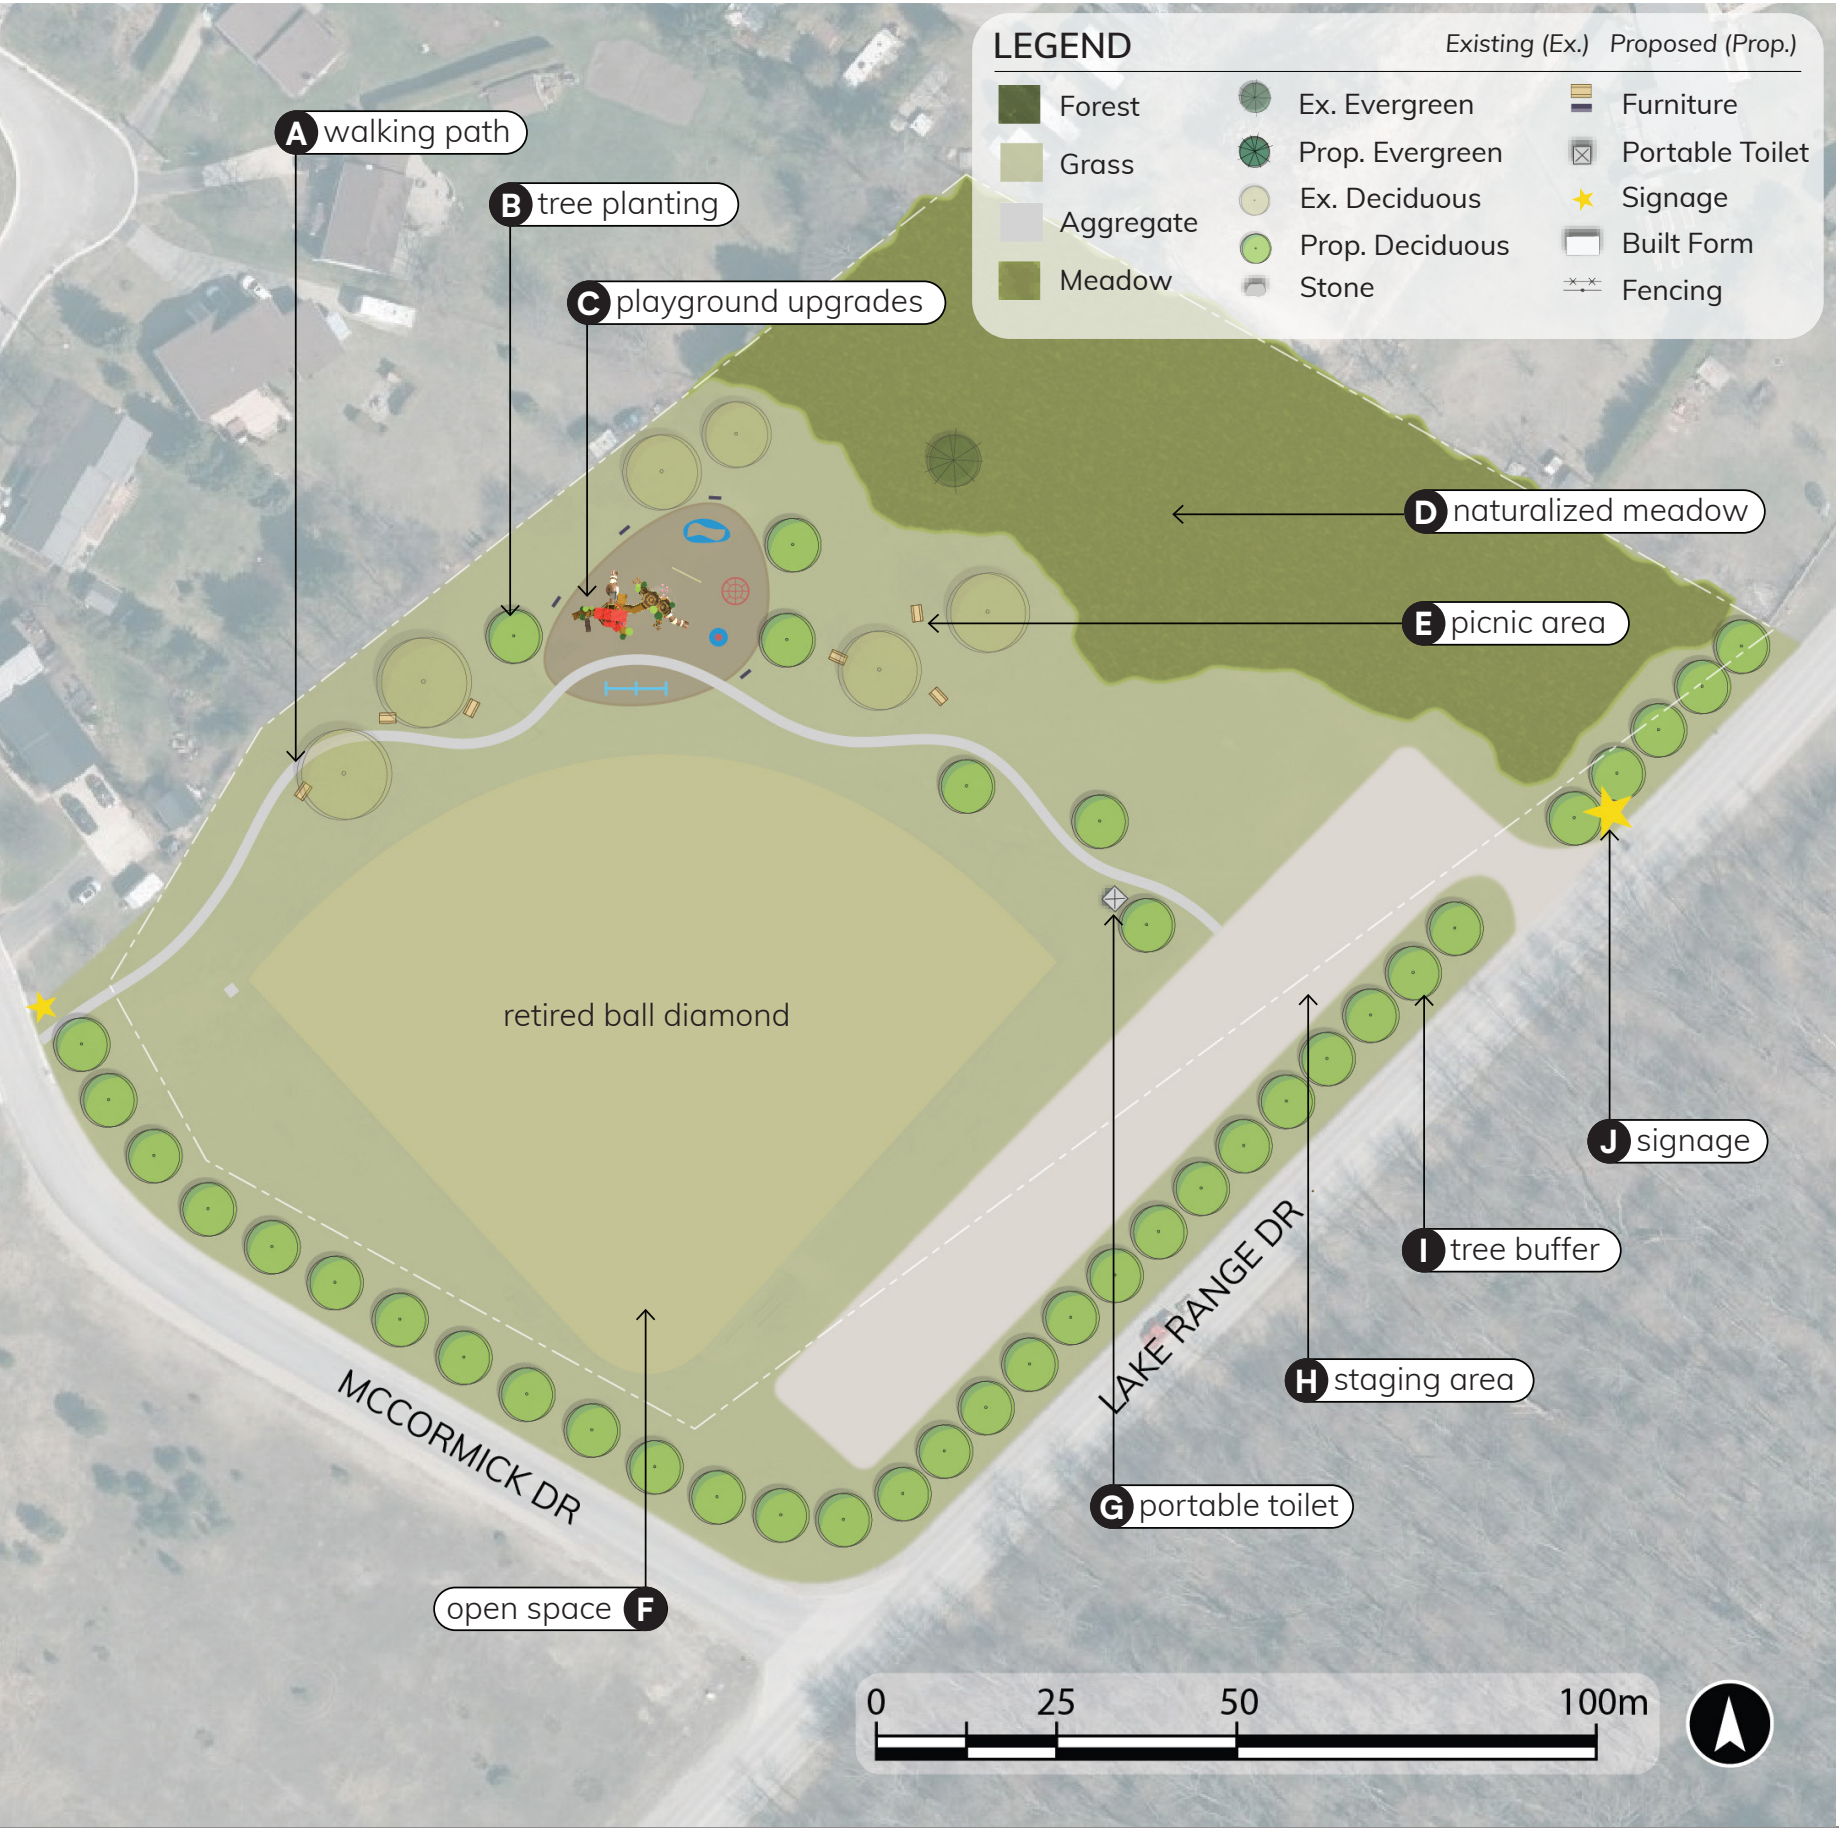 LEGEND
Existing (Ex.) Proposed (Prop.)
Forest
Grass
Aggregate
Meadow
Ex. Evergreen
Prop. Evergreen
Ex. Deciduous
Prop. Deciduous
Stone
Furniture
Portable Toilet
Signage
Built Form
Fencing
A walking path
B tree planting
C playground upgrades
D naturalized meadow
E picnic area
retired ball diamond
J signage
I tree buffer
LAKE RANGE DR
H staging area
MCCORMICK DR
G portable toilet
open space F
0 25 50 100m